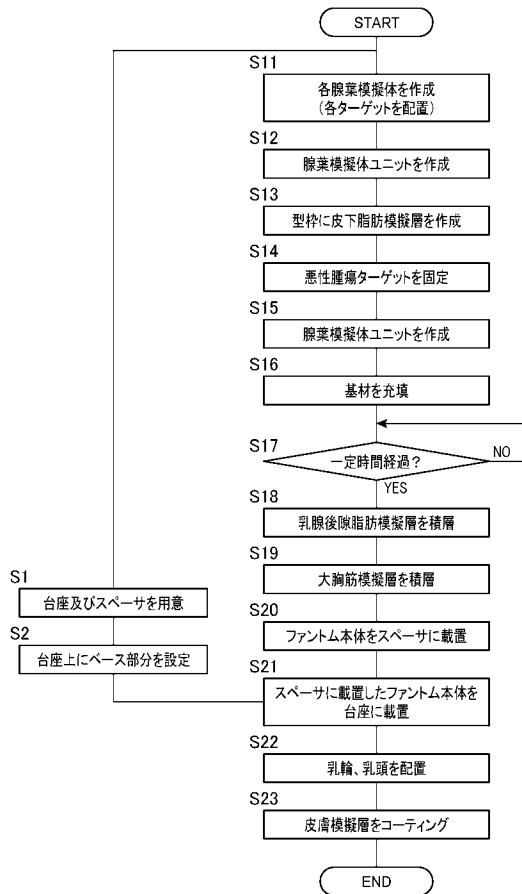 START
S11
各腺葉模擬体を作成
(各ターゲットを配置)
S12
腺葉模擬体ユニットを作成
S13
型枠に皮下脂肪模擬層を作成
S14
悪性腫瘍ターゲットを固定
S15
腺葉模擬体ユニットを作成
S16
基材を充填
S17
一定時間経過?
NO
YES
S18
乳腺後隙脂肪模擬層を積層
S19
大胸筋模擬層を積層
S1
台座及びスペーサを用意
S2
台座上にベース部分を設定
S20
ファントム本体をスペーサに載置
S21
スペーサに載置したファントム本体を
台座に載置
S22
乳輪、乳頭を配置
S23
皮膚模擬層をコーティング
END